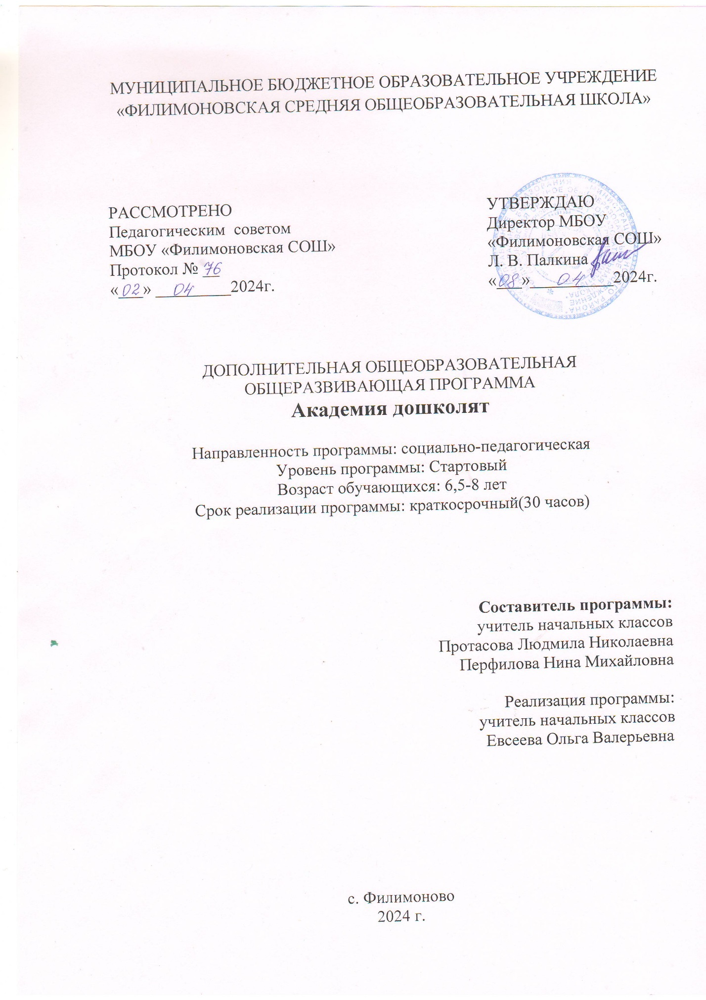 МУНИЦИПАЛЬНОЕ БЮДЖЕТНОЕ ОБРАЗОВАТЕЛЬНОЕ УЧРЕЖДЕНИЕ
«ФИЛИМОНОВСКАЯ СРЕДНЯЯ ОБЩЕОБРАЗОВАТЕЛЬНАЯ ШКОЛА»
РАССМОТРЕНО
Педагогическим советом
МБОУ «Филимоновская СОШ»
Протокол № 76
«02» 04 2024г.
УТВЕРЖДАЮ
Директор МБОУ
«Филимоновская СОШ»
Л. В. Палкина
«08» 04 2024г.
ДОПОЛНИТЕЛЬНАЯ ОБЩЕОБРАЗОВАТЕЛЬНАЯ
ОБЩЕРАЗВИВАЮЩАЯ ПРОГРАММА
Академия дошколят
Направленность программы: социально-педагогическая
Уровень программы: Стартовый
Возраст обучающихся: 6,5-8 лет
Срок реализации программы: краткосрочный(30 часов)
Составитель программы:
учитель начальных классов
Протасова Людмила Николаевна
Перфилова Нина Михайловна
Реализация программы:
учитель начальных классов
Евсеева Ольга Валерьевна
с. Филимоново
2024 г.